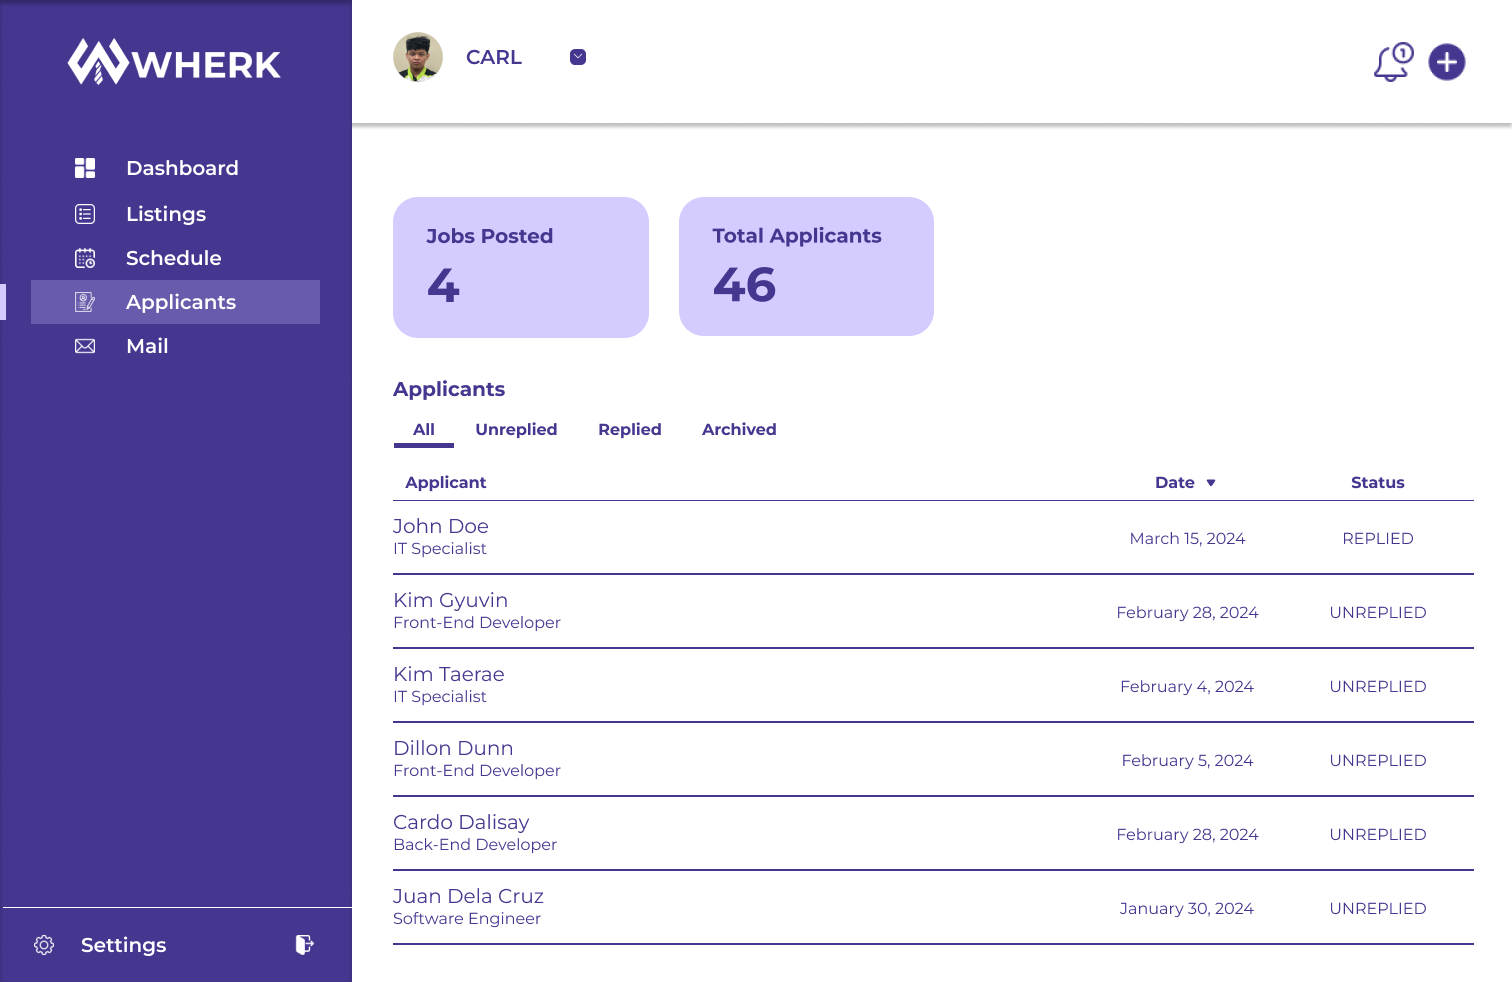 WHERK
Dashboard
Listings
Schedule
Applicants
Mail
Settings
CARL
1
Jobs Posted
4
Total Applicants
46
Applicants
All Unreplied Replied Archived
Applicant Date ▼ Status
John Doe
IT Specialist
March 15, 2024 REPLIED
Kim Gyuvin
Front-End Developer
February 28, 2024 UNREPLIED
Kim Taerae
IT Specialist
February 4, 2024 UNREPLIED
Dillon Dunn
Front-End Developer
February 5, 2024 UNREPLIED
Cardo Dalisay
Back-End Developer
February 28, 2024 UNREPLIED
Juan Dela Cruz
Software Engineer
January 30, 2024 UNREPLIED